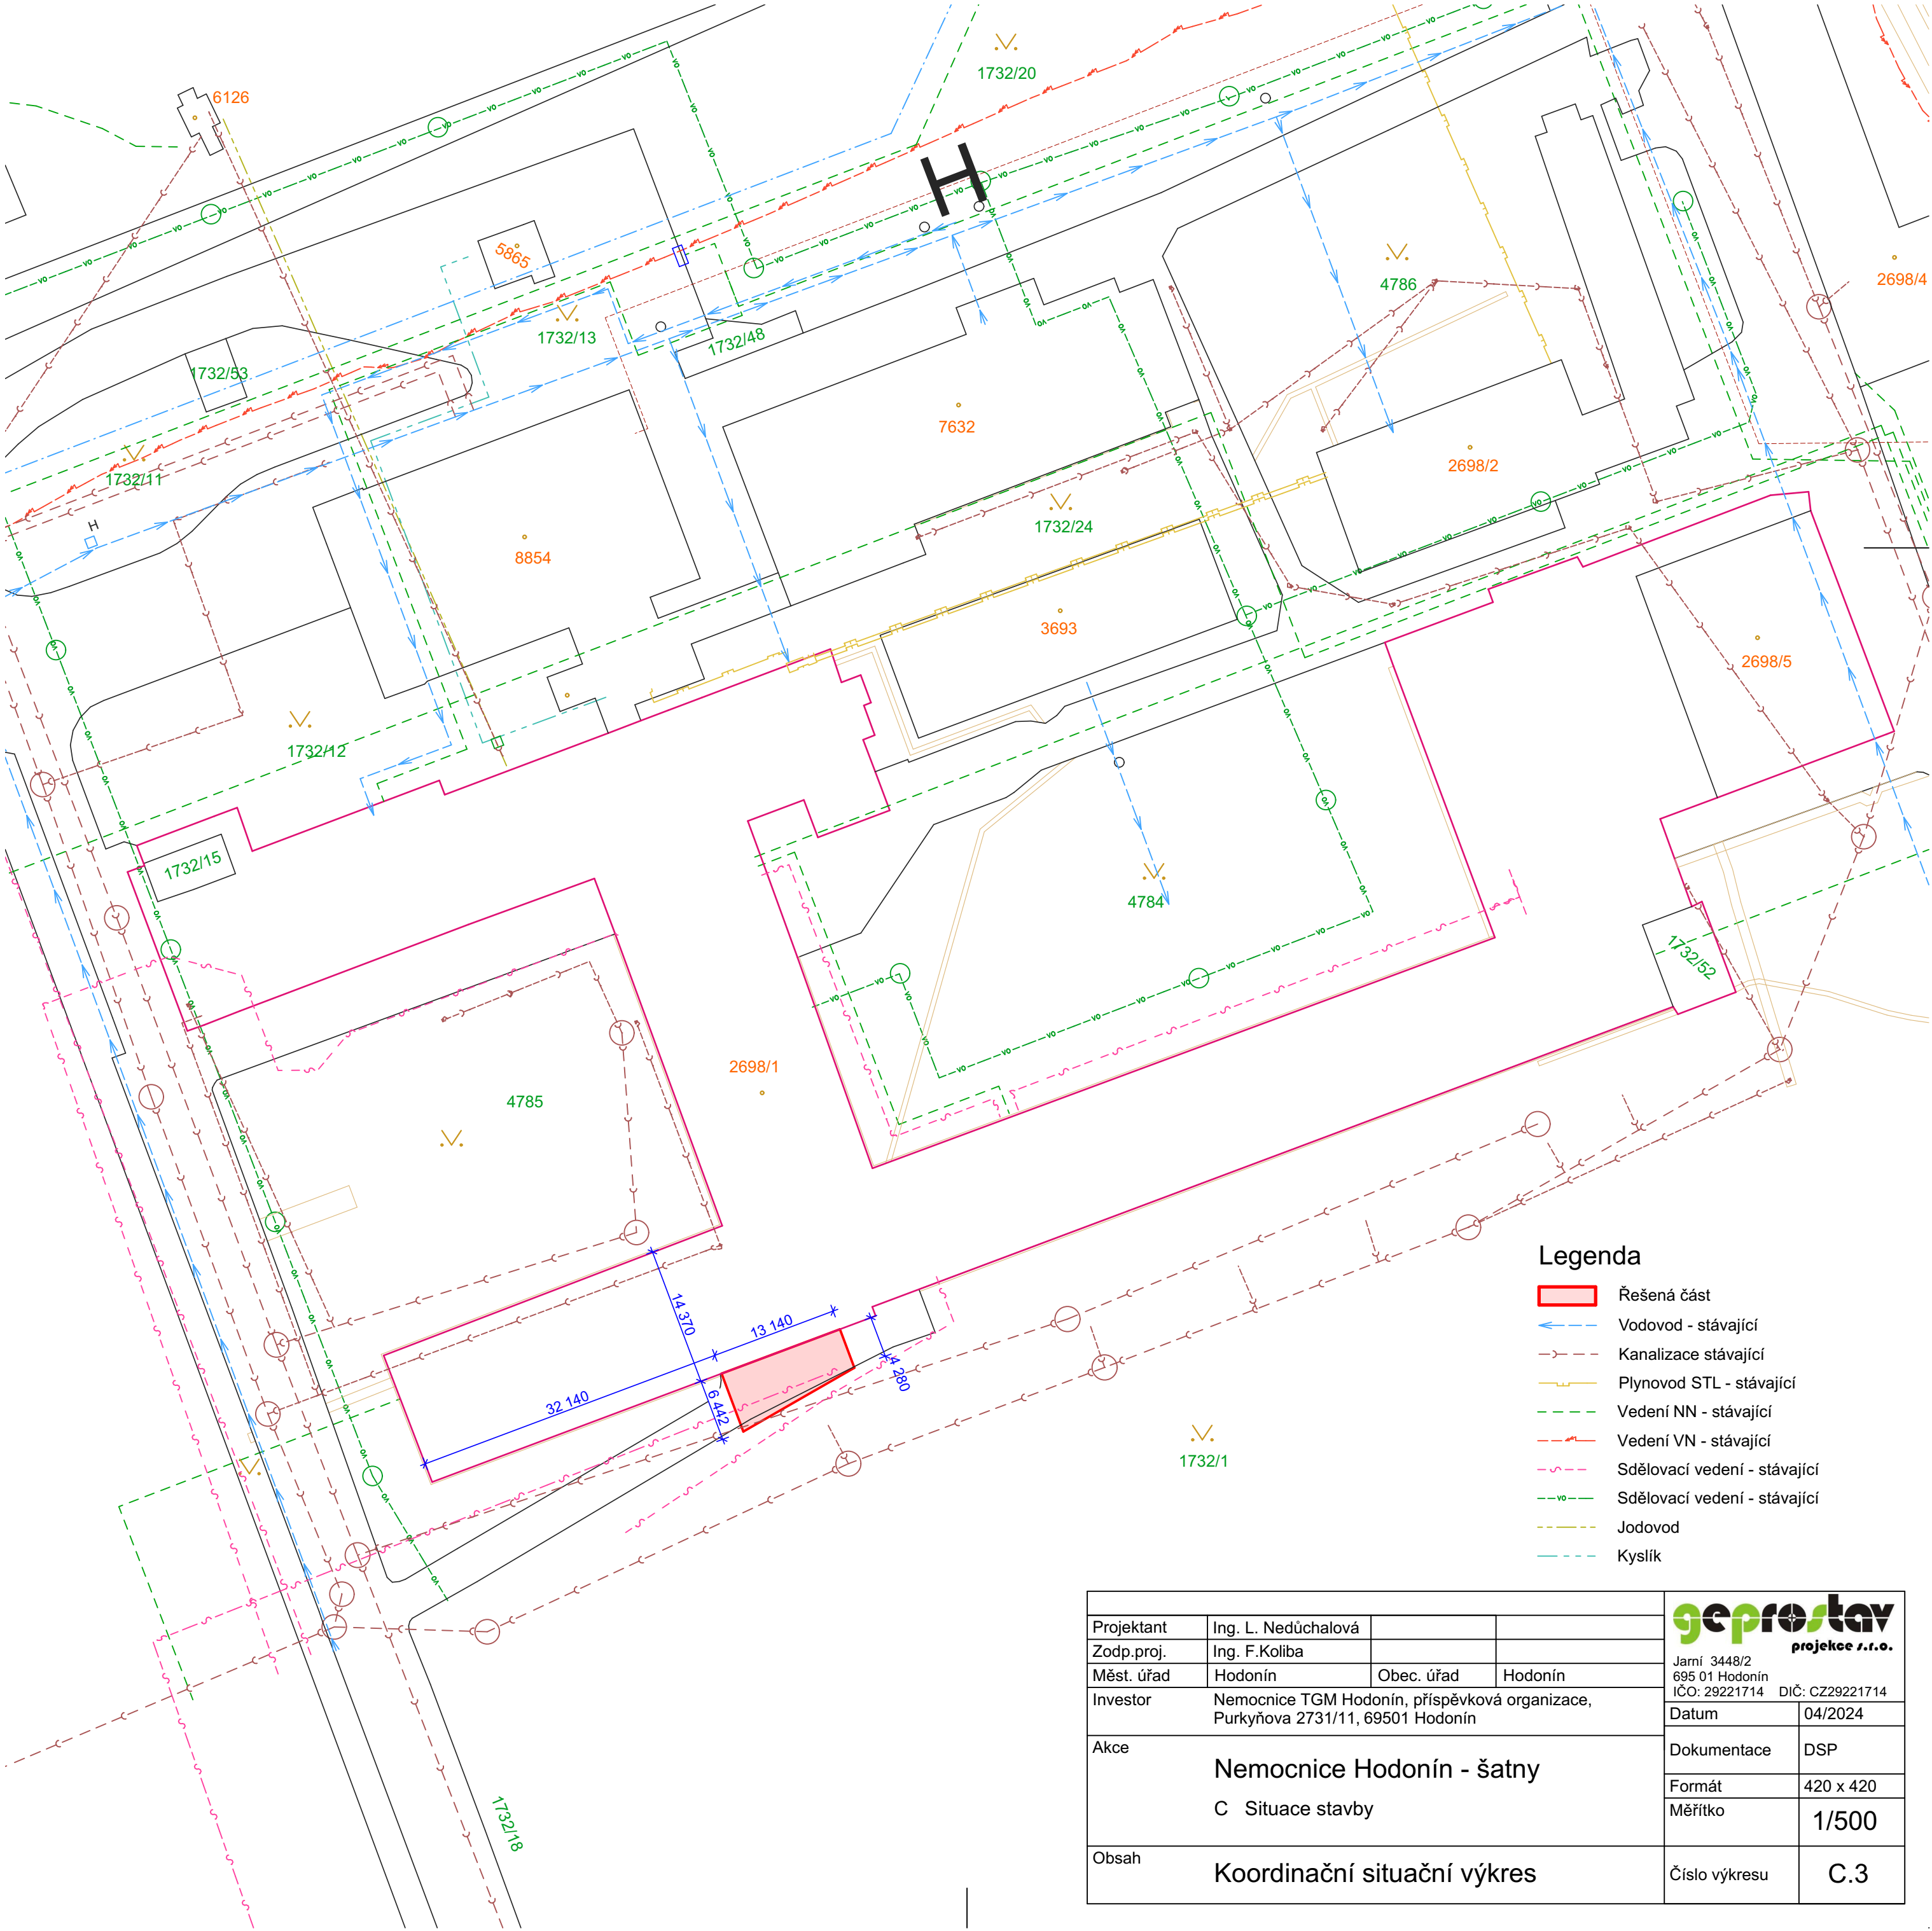 1732/20
6126
5865
H
4786
2698/4
1732/13
1732/48
1732/53
7632
2698/2
1732/11
H
1732/24
8854
3693
2698/5
1732/12
1732/15
4784
1732/52
2698/1
4785
14 370
13 140
32 140
6 442
4 280
1732/1
1732/18
Legenda
Řešená část
Vodovod - stávající
Kanalizace stávající
Plynovod STL - stávající
Vedení NN - stávající
Vedení VN - stávající
Sdělovací vedení - stávající
VO Sdělovací vedení - stávající
Jodovod
Kyslík
Projektant Ing. L. Nedůchalová
Zodp.proj. Ing. F.Koliba
Měst. úřad Hodonín Obec. úřad Hodonín
Investor Nemocnice TGM Hodonín, příspěvková organizace,
Purkyňova 2731/11, 69501 Hodonín
Akce
Nemocnice Hodonín - šatny
C Situace stavby
Obsah Koordinační situační výkres
geprostav
projekce s.r.o.
Jarní 3448/2
695 01 Hodonín
IČO: 29221714 DIČ: CZ29221714
Datum 04/2024
Dokumentace DSP
Formát 420 x 420
Měřítko 1/500
Číslo výkresu C.3